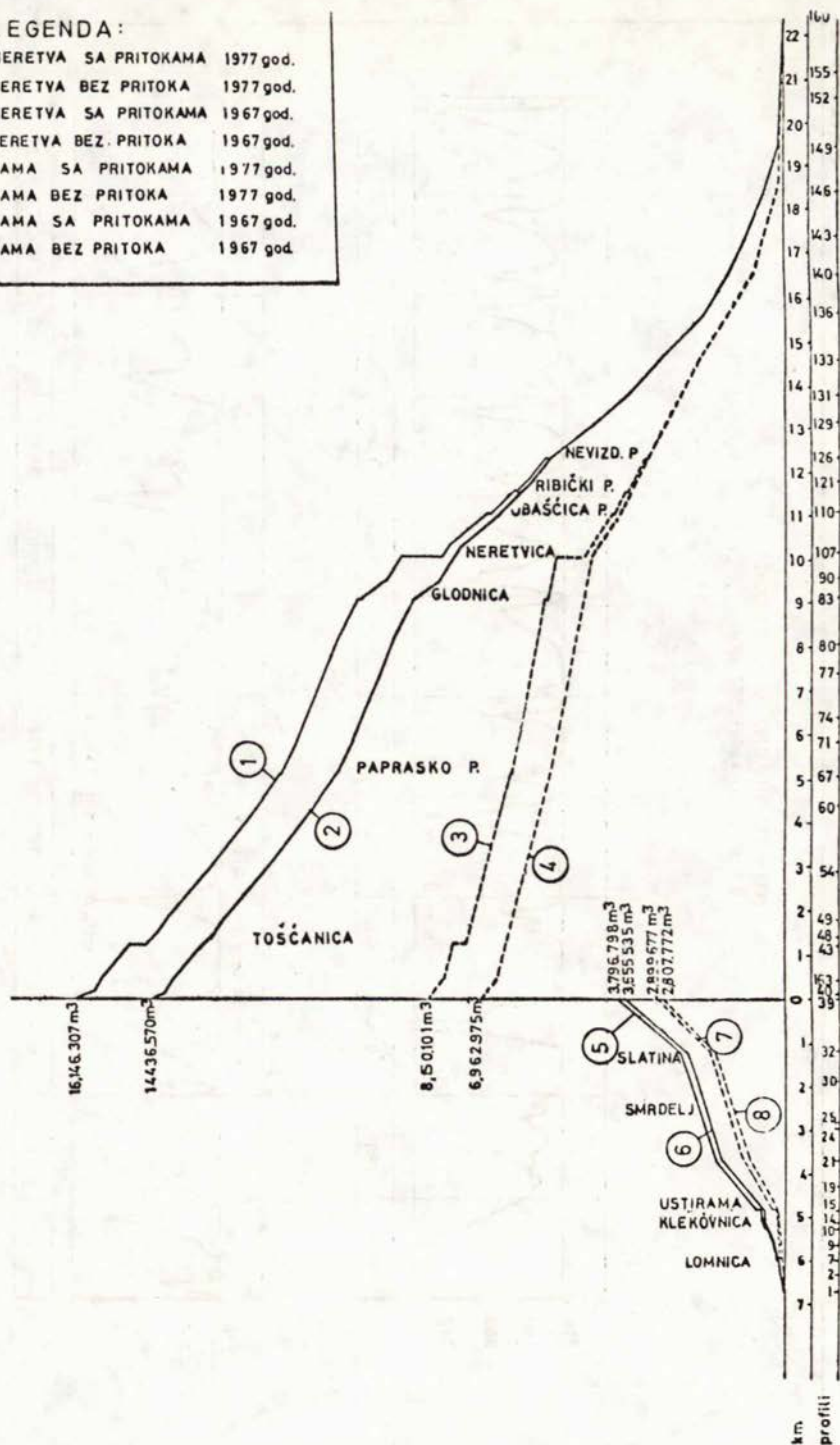 EGENDA:
ERETVA SA PRITOKAMA 1977 god.
ERETVA BEZ PRITOKA 1977 god.
ERETVA SA PRITOKAMA 1967 god.
ERETVA BEZ. PRITOKA 1967 god.
AMA SA PRITOKAMA 1977 god.
AMA BEZ PRITOKA 1977 god.
AMA SA PRITOKAMA 1967 god.
AMA BEZ PRITOKA 1967 god.
NEVIZD. P.
RIBIČKI P.
OBAŠČICA P.
NERETVICA
GLODNICA
PAPRASKO P.
TOŠĆANICA
1
2
3
4
16,146.307 m3
14436,570 m3
8,150,101 m3
6,962,975 m3
3,796.798 m3
3,655.535 m3
2,899.677 m3
2,807.772 m3
5
6
7
8
SLATINA
SMRDELJ
USTIRAMA
KLEKOVNICA
LOMNICA
22
21
20
19
18
17
16
15
14
13
12
11
10
9
8
7
6
5
4
3
2
1
0
1
2
3
4
5
6
7
km
160
155
152
149
146
143
140
136
133
131
129
126
121
110
107
90
83
80
77
74
71
67
60
54
49
48
43
39
32
30
25
24
21
19
15
14
10
9
7
2
1
profili